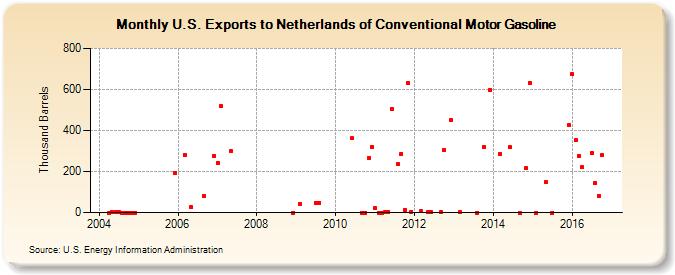 Monthly U.S. Exports to Netherlands of Conventional Motor Gasoline
Thousand Barrels
800
600
400
200
0
2004 2006 2008 2010 2012 2014 2016
Source: U.S. Energy Information Administration